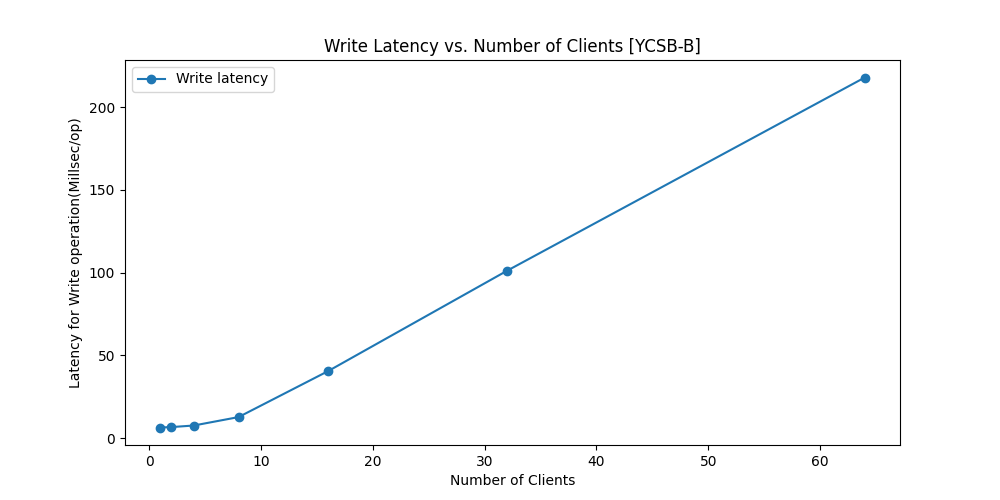 Write Latency vs. Number of Clients [YCSB-B]
Write latency
Latency for Write operation(Millsec/op)
200
150
100
50
0
0 10 20 30 40 50 60
Number of Clients